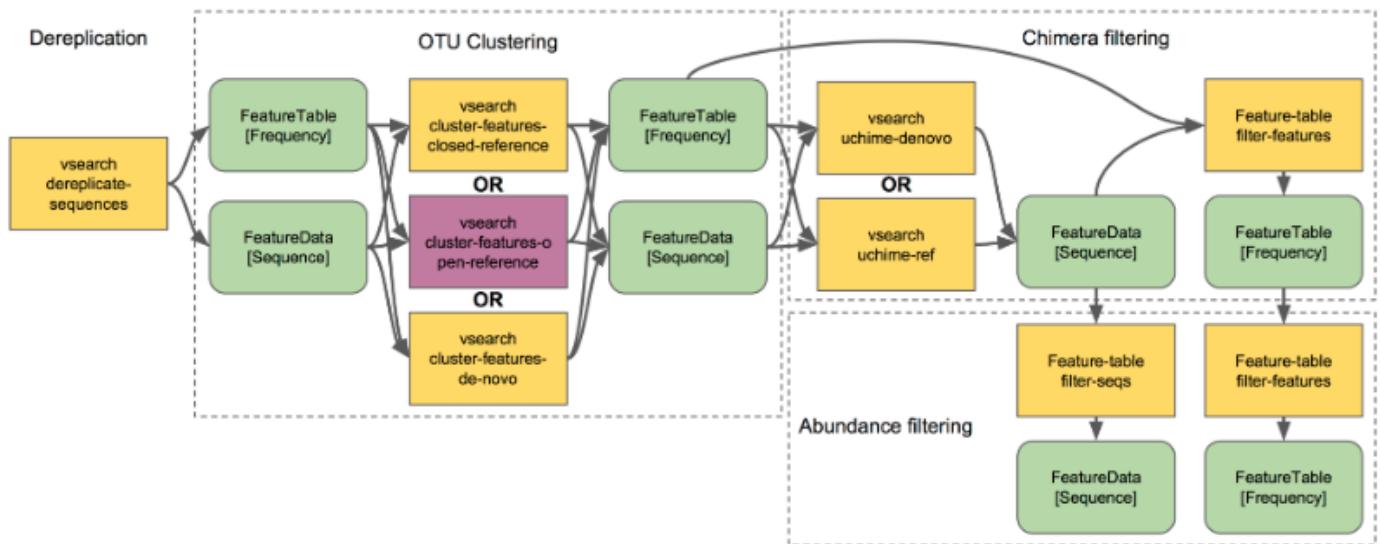 Dereplication
vsearch
dereplicate-
sequences
OTU Clustering
FeatureTable
[Frequency]
FeatureData
[Sequence]
vsearch
cluster-features-
closed-reference
OR
vsearch
cluster-features-o
pen-reference
OR
vsearch
cluster-features-
de-novo
FeatureTable
[Frequency]
FeatureData
[Sequence]
Chimera filtering
vsearch
uchime-denovo
OR
vsearch
uchime-ref
FeatureData
[Sequence]
Feature-table
filter-features
FeatureTable
[Frequency]
Abundance filtering
Feature-table
filter-seqs
FeatureData
[Sequence]
Feature-table
filter-features
FeatureTable
[Frequency]